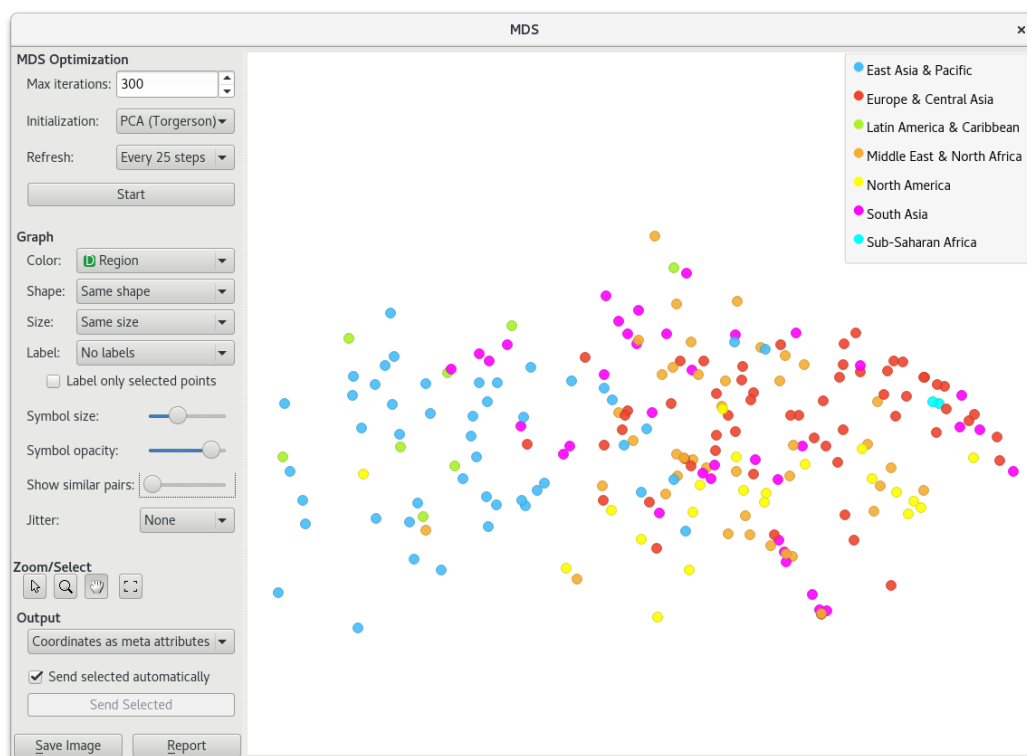 MDS
MDS Optimization
Max iterations: 300
Initialization: PCA (Torgerson)
Refresh: Every 25 steps
Start
Graph
Color: D Region
Shape: Same shape
Size: Same size
Label: No labels
Label only selected points
Symbol size:
Symbol opacity:
Show similar pairs:
Jitter: None
Zoom/Select
Output
Coordinates as meta attributes
Send selected automatically
Send Selected
Save Image Report
East Asia & Pacific
Europe & Central Asia
Latin America & Caribbean
Middle East & North Africa
North America
South Asia
Sub-Saharan Africa